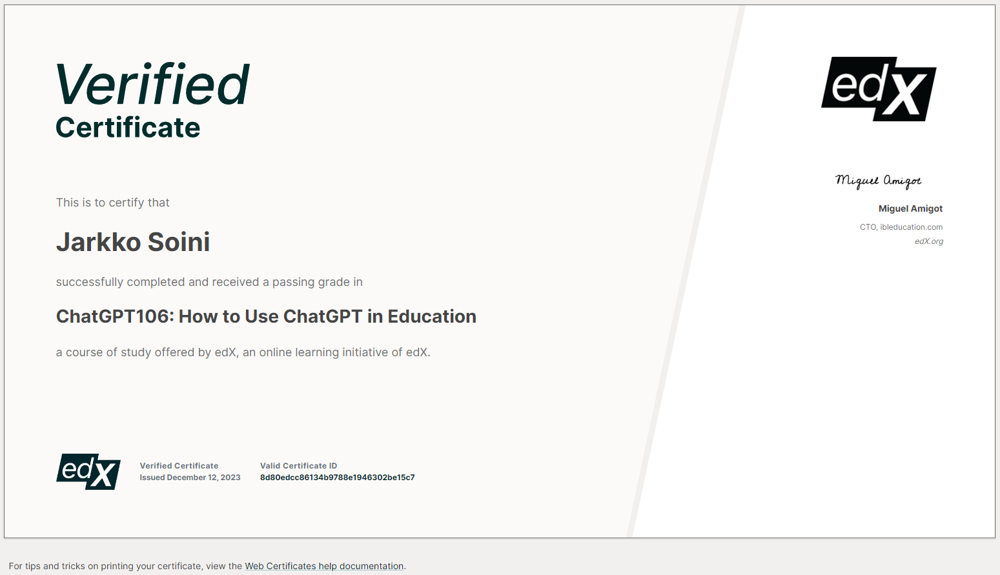 Verified
Certificate
This is to certify that
Jarkko Soini
successfully completed and received a passing grade in
ChatGPT106: How to Use ChatGPT in Education
a course of study offered by edX, an online learning initiative of edX.
edX
Verified Certificate
Issued December 12, 2023
Valid Certificate ID
8d80edcc86134b9788e1946302be15c7
edX
Miguel Amigot
Miguel Amigot
CTO, ibleducation.com
edX.org
For tips and tricks on printing your certificate, view the Web Certificates help documentation.